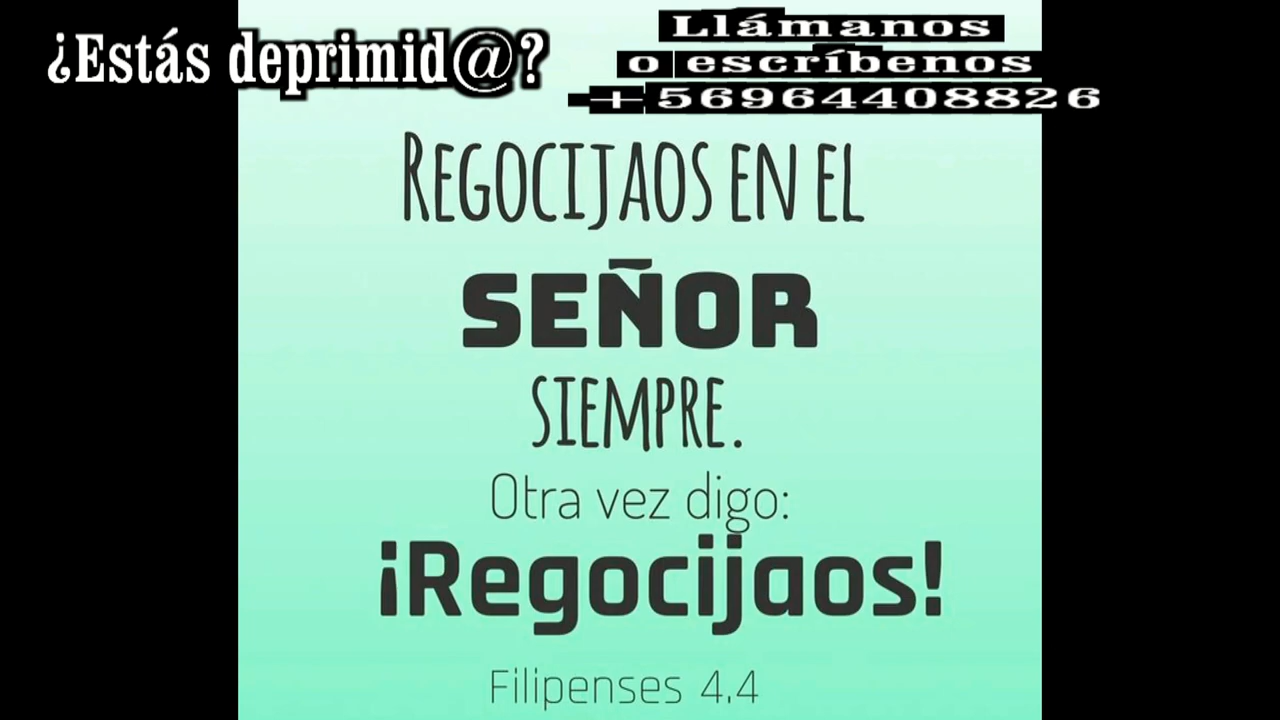 ¿Estás deprimid@?
Llámanos
o escríbenos
+56964408826
REGOCIJAOS EN EL
SEÑOR
SIEMPRE.
Otra vez digo:
¡Regocijaos!
Filipenses 4.4